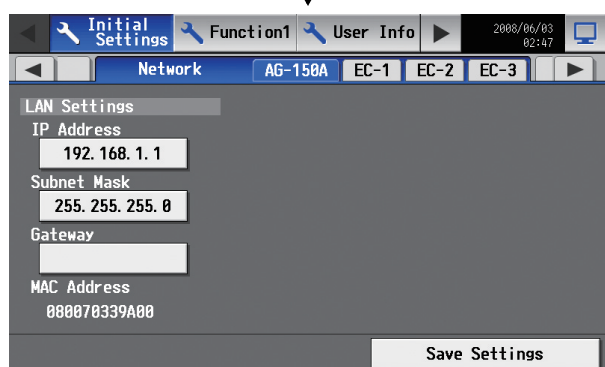 Initial Settings
Function1
User Info
2008/06/03
02:47
Network
AG-150A
EC-1
EC-2
EC-3
LAN Settings
IP Address
192.168.1.1
Subnet Mask
255.255.255.0
Gateway
MAC Address
080070339A00
Save Settings